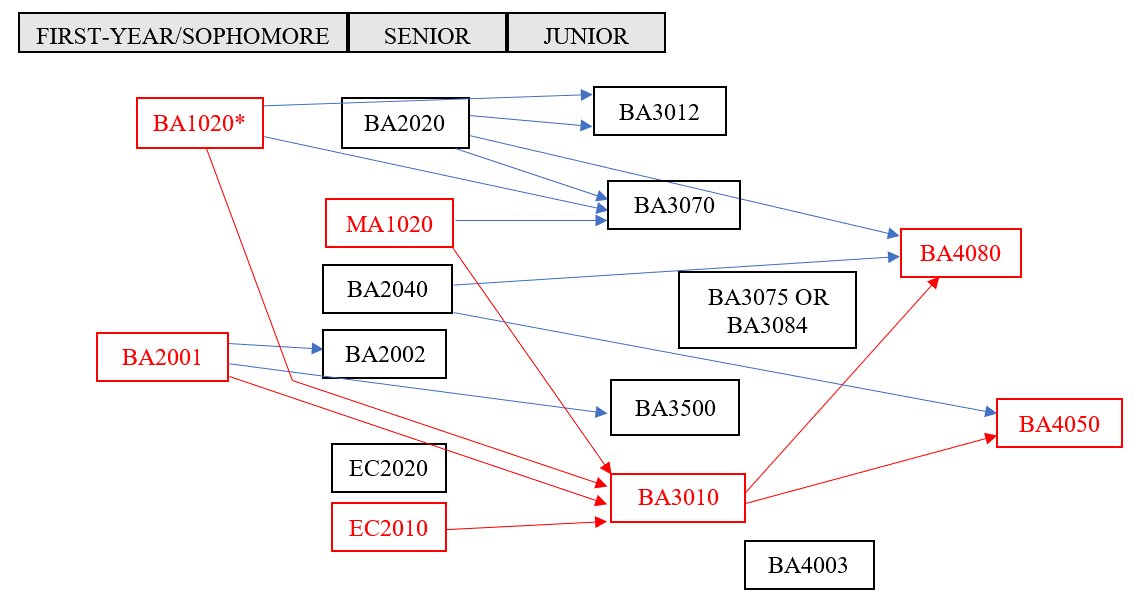 FIRST-YEAR/SOPHOMORE SENIOR JUNIOR
BA1020*
BA2020
BA3012
MA1020
BA3070
BA4080
BA2040
BA3075 OR
BA3084
BA2001
BA2002
BA3500
BA4050
EC2020
BA3010
EC2010
BA4003